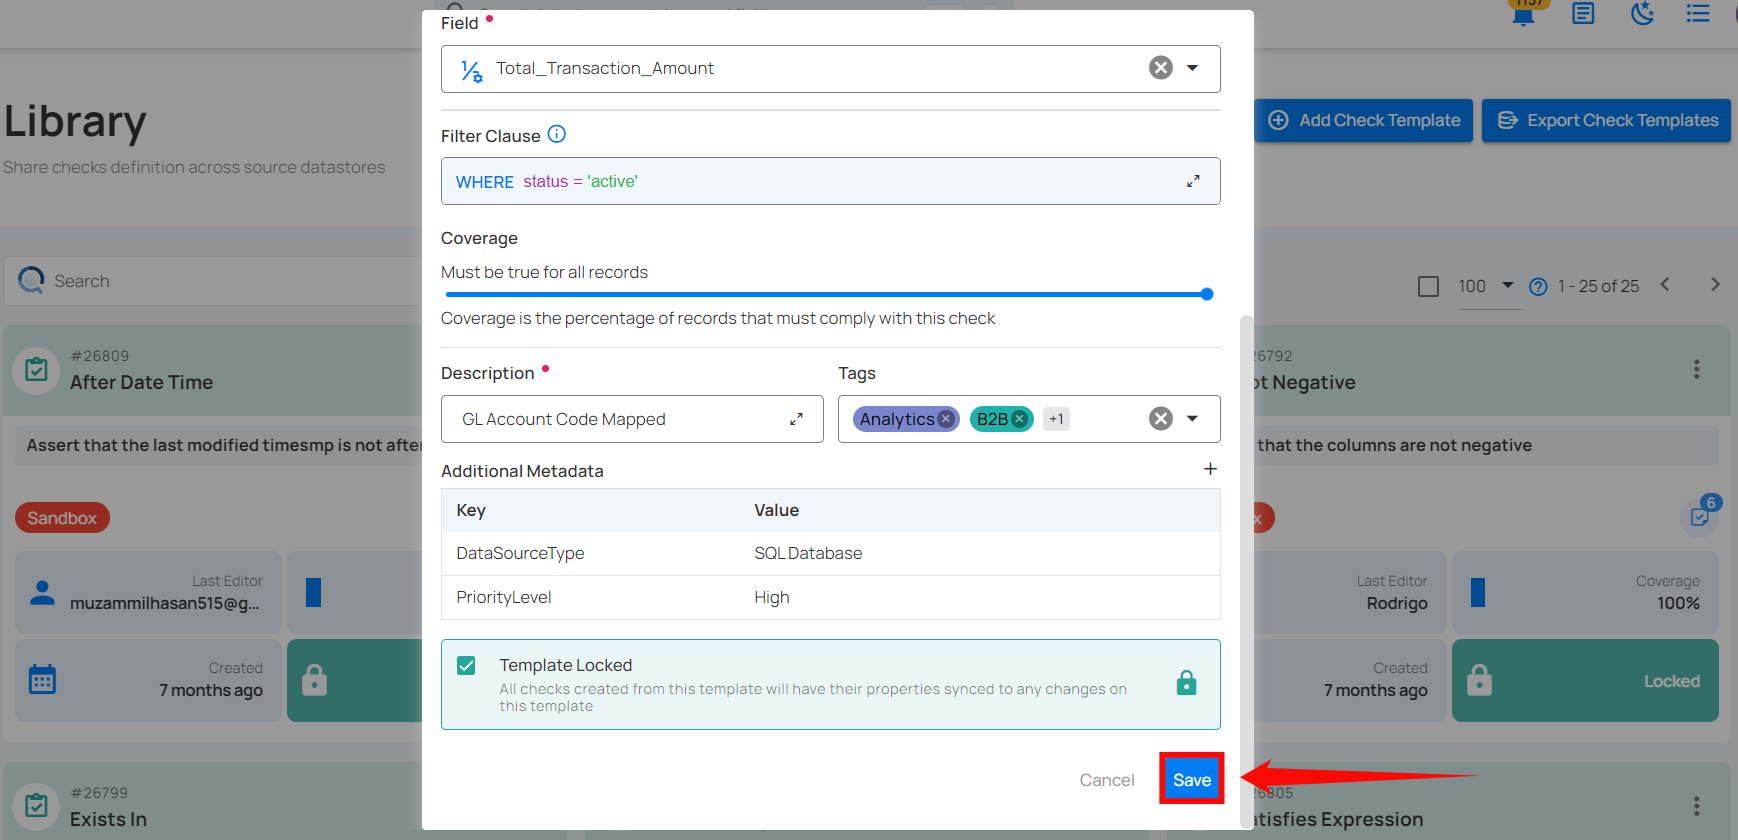 1157
Library
Share checks definition across source datastores
Add Check Template
Export Check Templates
Search
100
1 - 25 of 25
Field
Total_Transaction_Amount
Filter Clause
WHERE status = 'active'
Coverage
Must be true for all records
Coverage is the percentage of records that must comply with this check
Description
Tags
GL Account Code Mapped
Analytics
B2B
+1
Additional Metadata
Key Value
DataSourceType SQL Database
PriorityLevel High
Template Locked
All checks created from this template will have their properties synced to any changes on
this template
Cancel
Save
#26809
After Date Time
Assert that the last modified timesmp is not after
Sandbox
Last Editor
muzammilhasan515@g...
Created
7 months ago
#26799
Exists In
26792
ot Negative
that the columns are not negative
x
6
Last Editor
Rodrigo
Coverage
100%
Created
7 months ago
Locked
26805
atisfies Expression